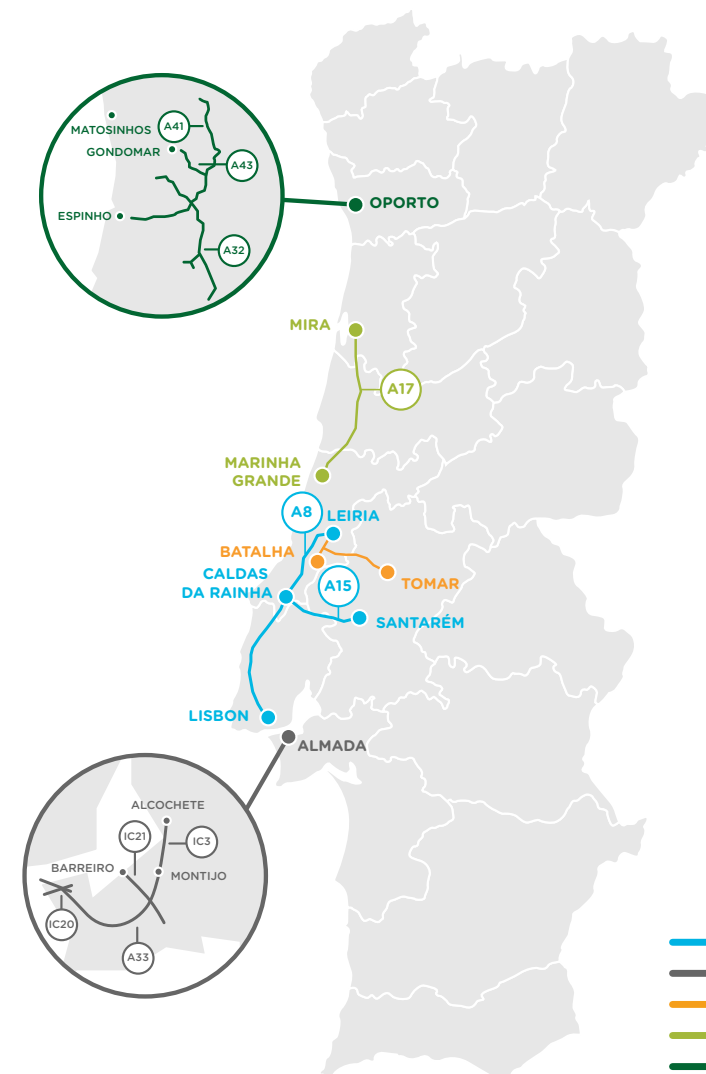 MATOSINHOS
A41
GONDOMAR
A43
ESPINHO
A32
OPORTO
MIRA
A17
MARINHA
GRANDE
A8
LEIRIA
BATALHA
CALDAS
DA RAINHA
A15
TOMAR
SANTARÉM
LISBON
ALMADA
ALCOCHETE
IC21
IC3
BARREIRO
MONTIJO
IC20
A33